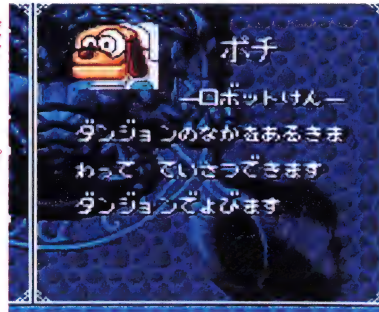 ポチ
ーロボットけんー
ダンジョンのなかをあるきま
わって ていさつできます
ダンジョンでよびます